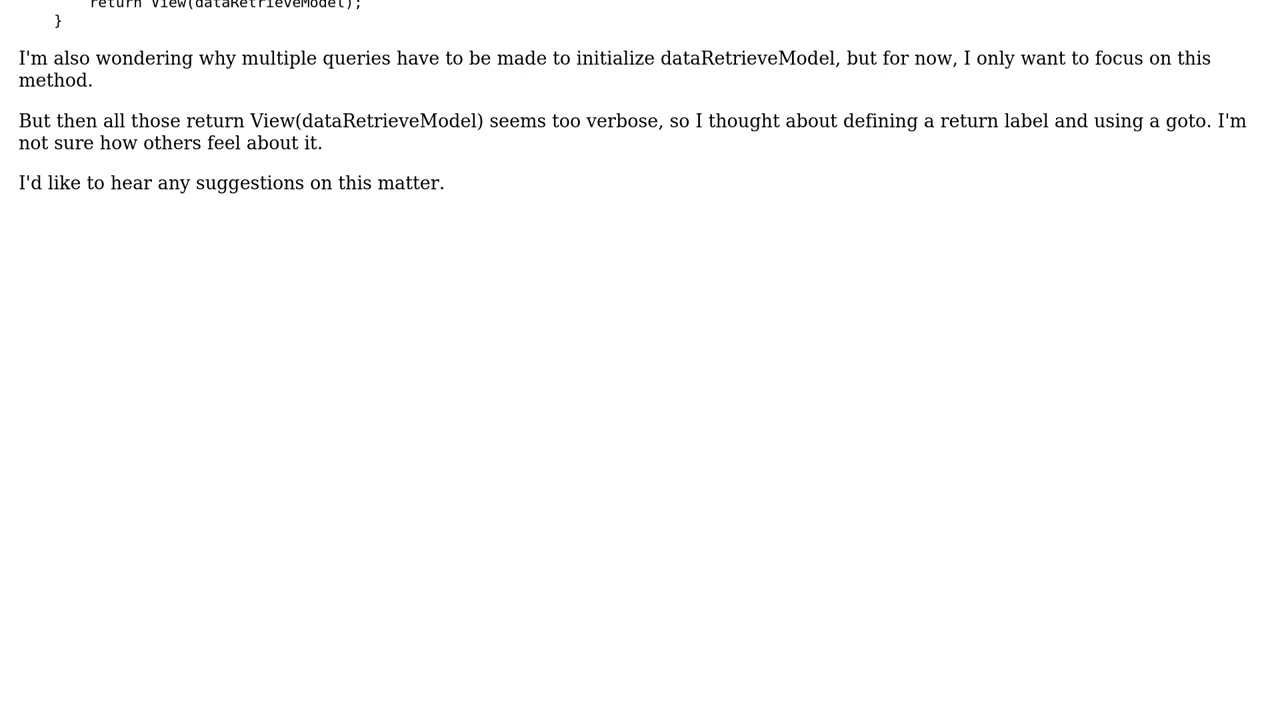 return View(dataRetrieveModel);
}
I'm also wondering why multiple queries have to be made to initialize dataRetrieveModel, but for now, I only want to focus on this
method.
But then all those return View(dataRetrieveModel) seems too verbose, so I thought about defining a return label and using a goto. I'm
not sure how others feel about it.
I'd like to hear any suggestions on this matter.